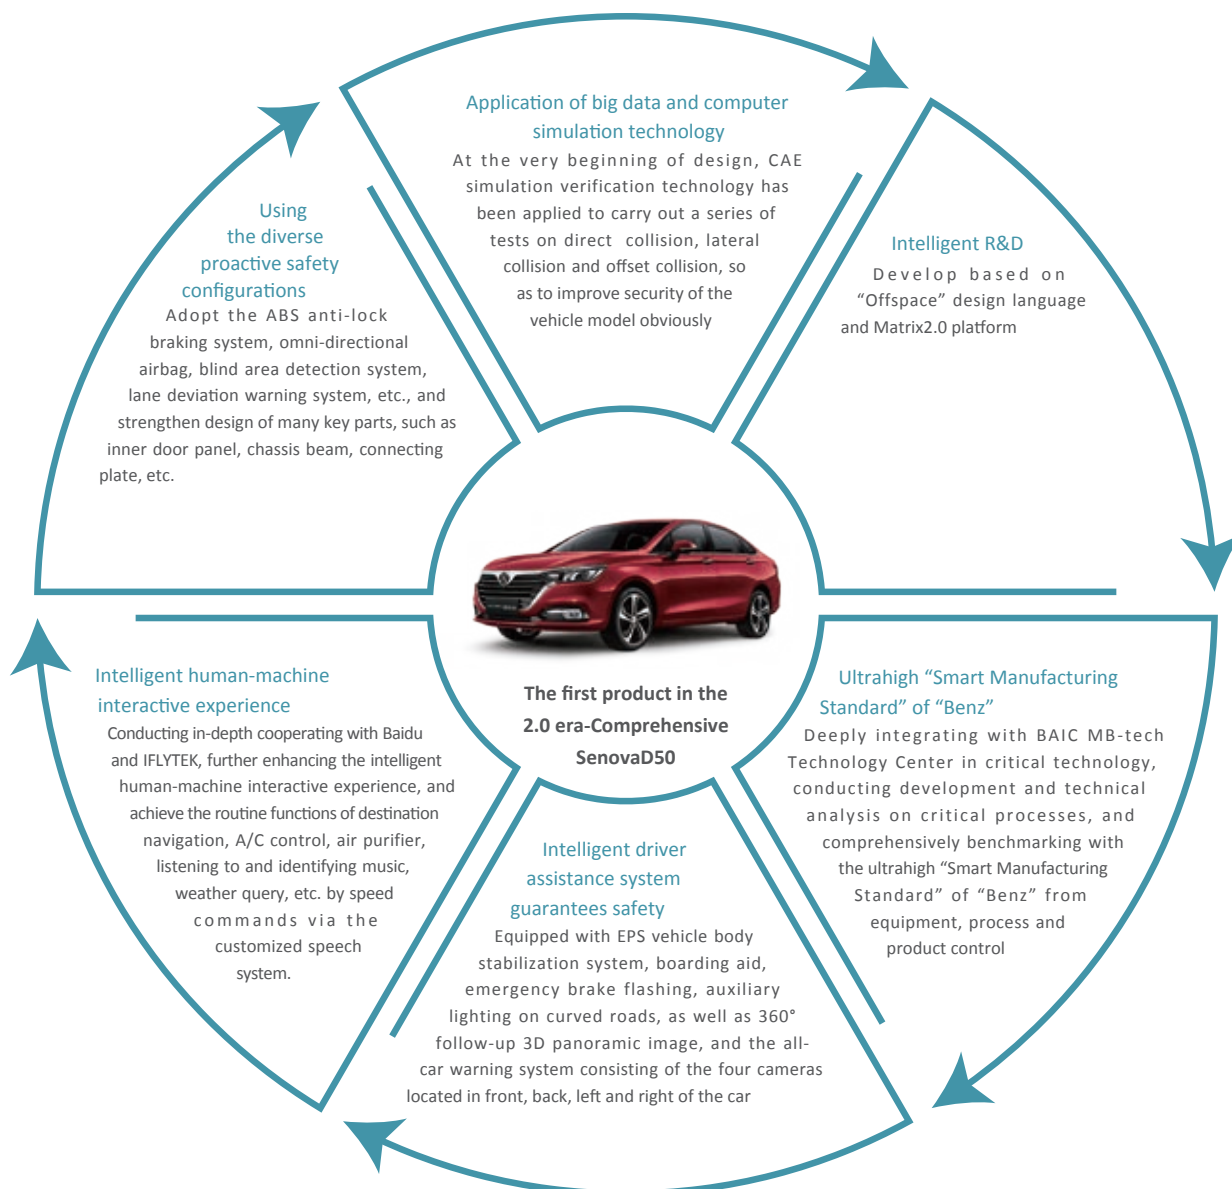 Application of big data and computer
simulation technology
At the very beginning of design, CAE
simulation verification technology has
been applied to carry out a series of
tests on direct collision, lateral
collision and offset collision, so
as to improve security of the
vehicle model obviously
Intelligent R&D
Develop based on
“Offspace” design language
and Matrix2.0 platform
Ultrahigh “Smart Manufacturing
Standard” of “Benz”
Deeply integrating with BAIC MB-tech
Technology Center in critical technology,
conducting development and technical
analysis on critical processes, and
comprehensively benchmarking with
the ultrahigh “Smart Manufacturing
Standard” of “Benz” from
equipment, process and
product control
Intelligent driver
assistance system
guarantees safety
Equipped with EPS vehicle body
stabilization system, boarding aid,
emergency brake flashing, auxiliary
lighting on curved roads, as well as 360°
follow-up 3D panoramic image, and the all-
car warning system consisting of the four cameras
located in front, back, left and right of the car
Intelligent human-machine
interactive experience
Conducting in-depth cooperating with Baidu
and IFLYTEK, further enhancing the intelligent
human-machine interactive experience, and
achieve the routine functions of destination
navigation, A/C control, air purifier,
listening to and identifying music,
weather query, etc. by speed
commands via the
customized speech
system.
Using
the diverse
proactive safety
configurations
Adopt the ABS anti-lock
braking system, omni-directional
airbag, blind area detection system,
lane deviation warning system, etc., and
strengthen design of many key parts, such as
inner door panel, chassis beam, connecting
plate, etc.
The first product in the
2.0 era-Comprehensive
SenovaD50